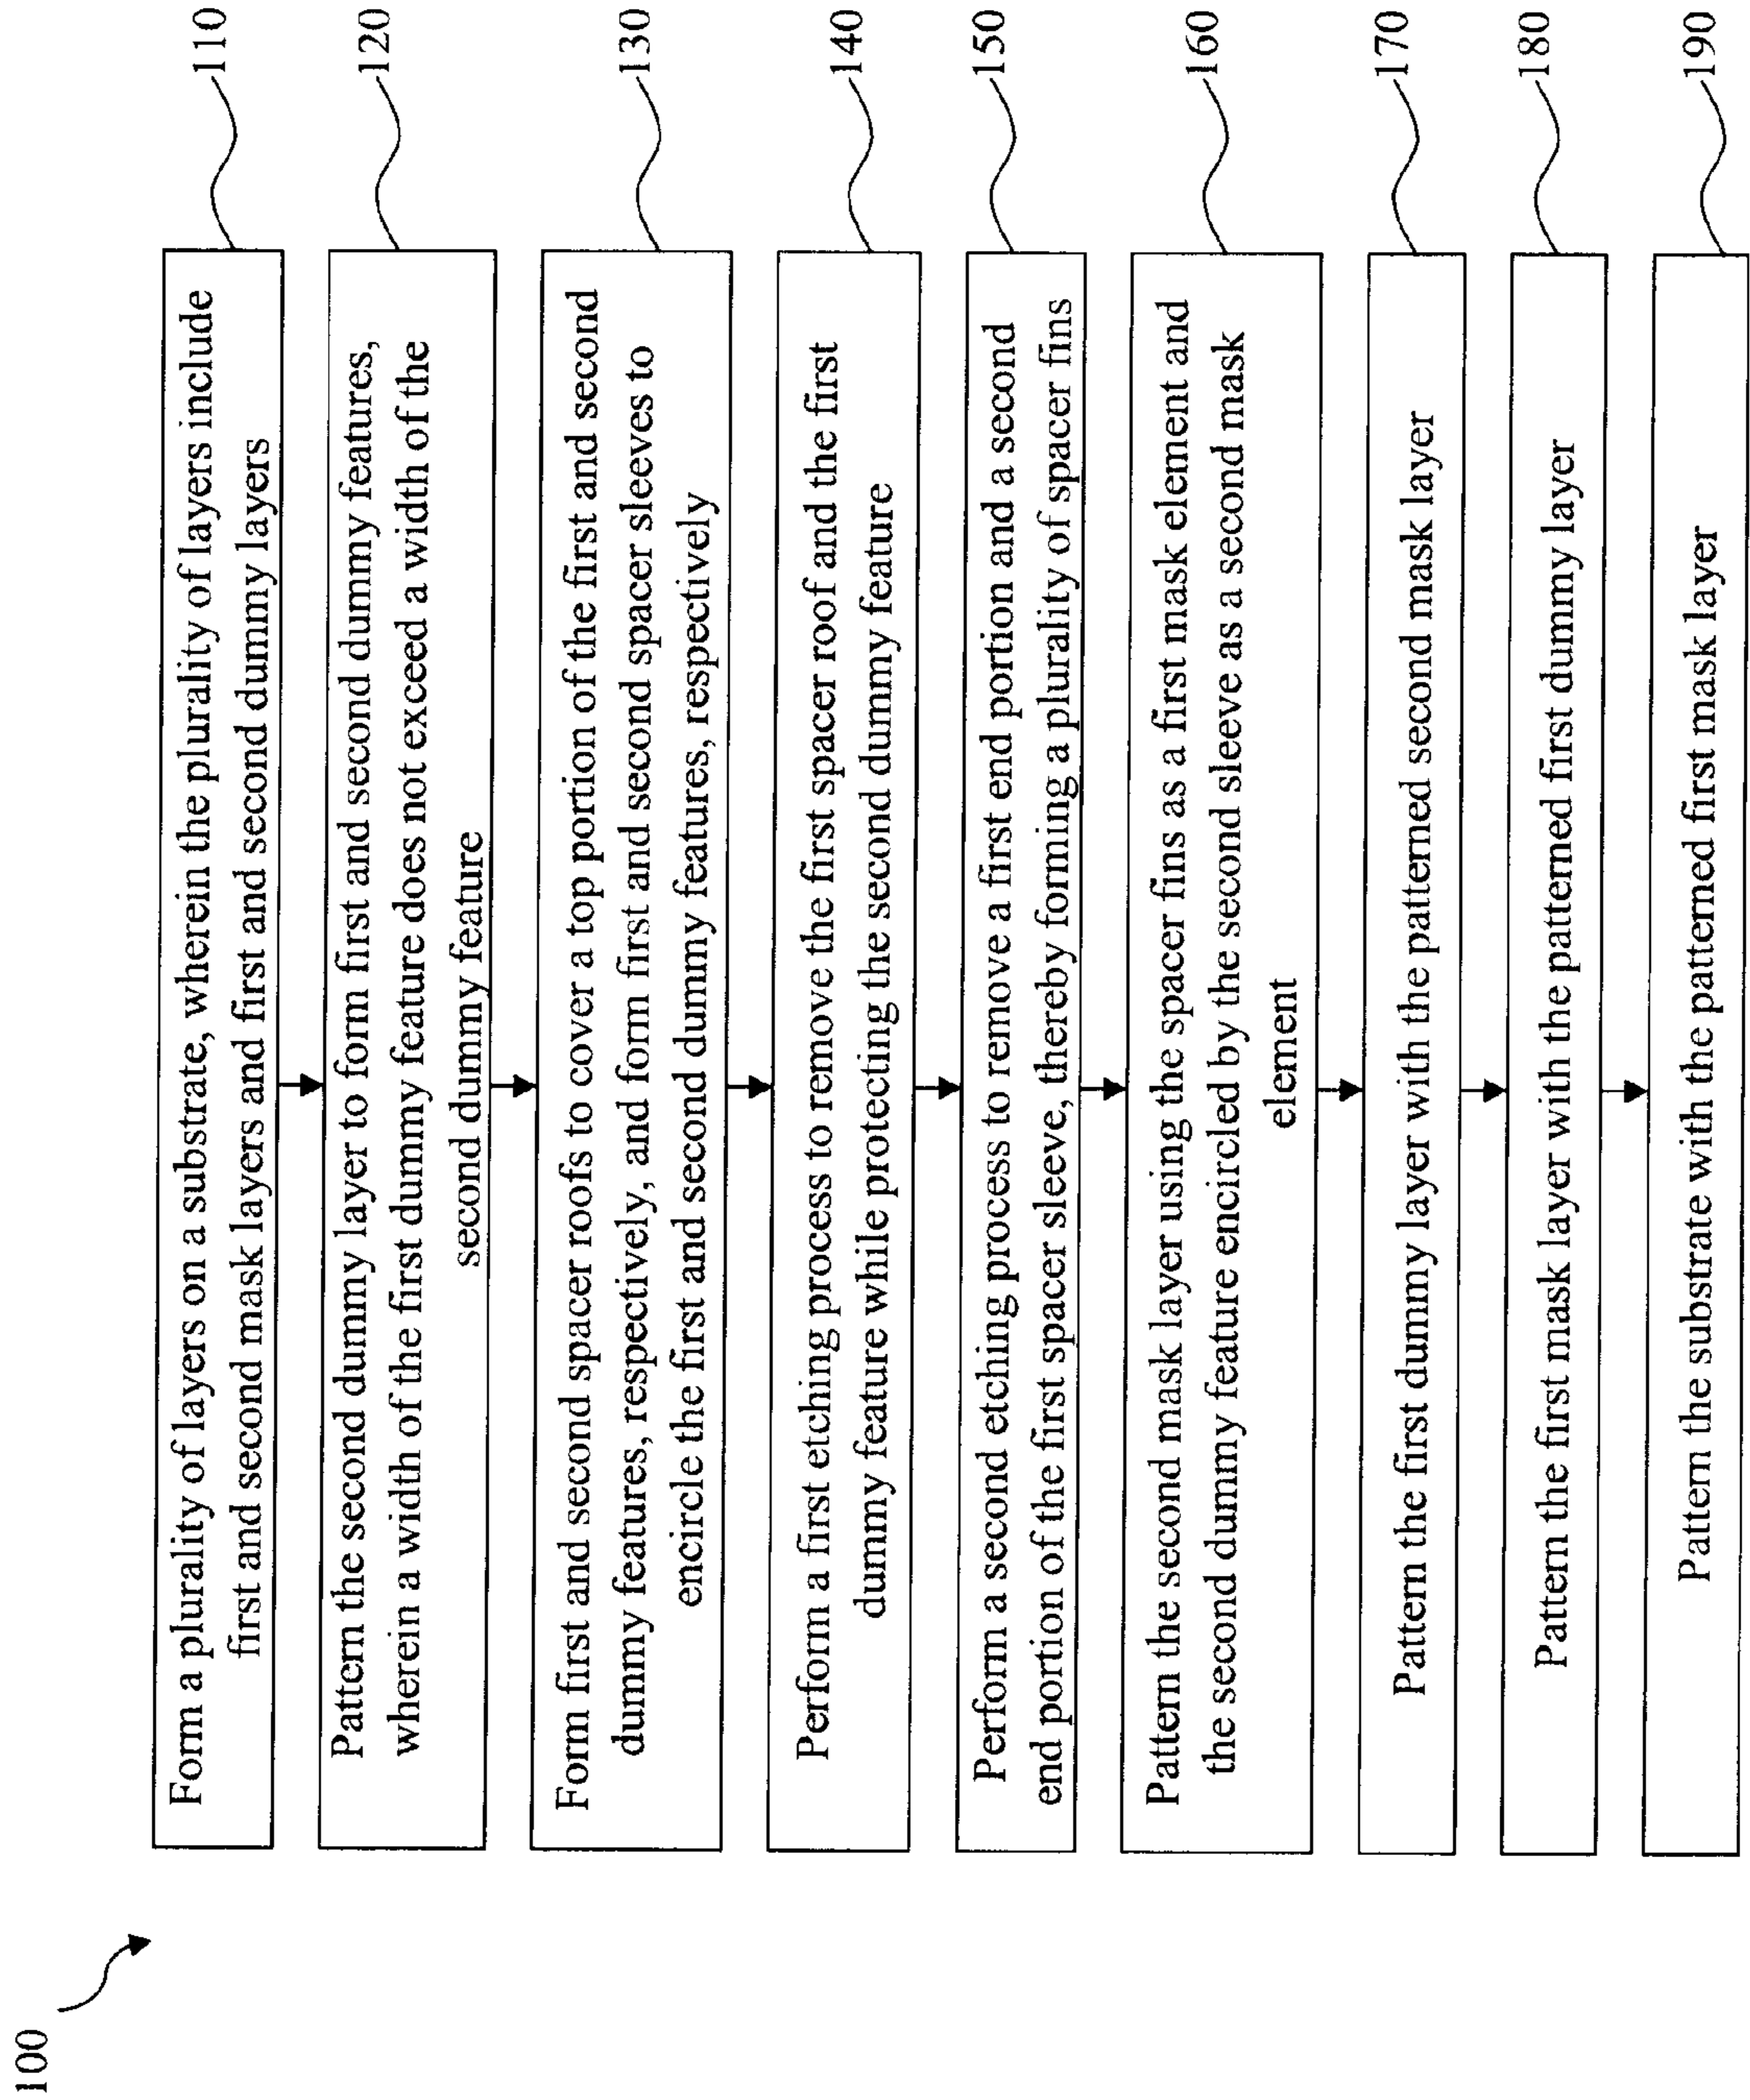 100
Form a plurality of layers on a substrate, wherein the plurality of layers include
first and second mask layers and first and second dummy layers
110
Pattern the second dummy layer to form first and second dummy features,
wherein a width of the first dummy feature does not exceed a width of the
second dummy feature
120
Form first and second spacer roofs to cover a top portion of the first and second
dummy features, respectively, and form first and second spacer sleeves to
encircle the first and second dummy features, respectively
130
Perform a first etching process to remove the first spacer roof and the first
dummy feature while protecting the second dummy feature
140
Perform a second etching process to remove a first end portion and a second
end portion of the first spacer sleeve, thereby forming a plurality of spacer fins
150
Pattern the second mask layer using the spacer fins as a first mask element and
the second dummy feature encircled by the second sleeve as a second mask
element
160
Pattern the first dummy layer with the patterned second mask layer
170
Pattern the first mask layer with the patterned first dummy layer
180
Pattern the substrate with the patterned first mask layer
190